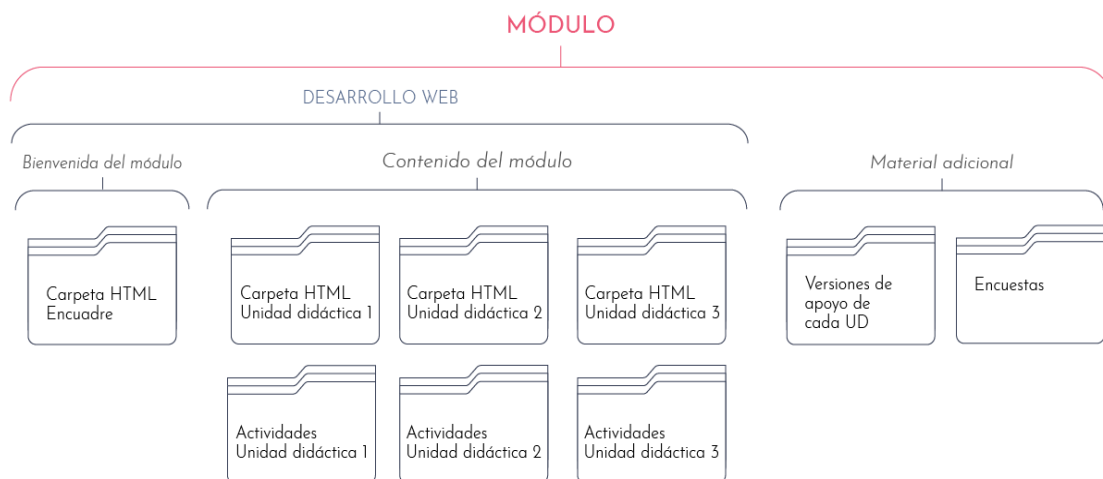 MÓDULO
DESARROLLO WEB
Bienvenida del módulo
Contenido del módulo
Material adicional
Carpeta HTML
Encuadre
Carpeta HTML
Unidad didáctica 1
Carpeta HTML
Unidad didáctica 2
Carpeta HTML
Unidad didáctica 3
Versiones de
apoyo de
cada UD
Encuestas
Actividades
Unidad didáctica 1
Actividades
Unidad didáctica 2
Actividades
Unidad didáctica 3